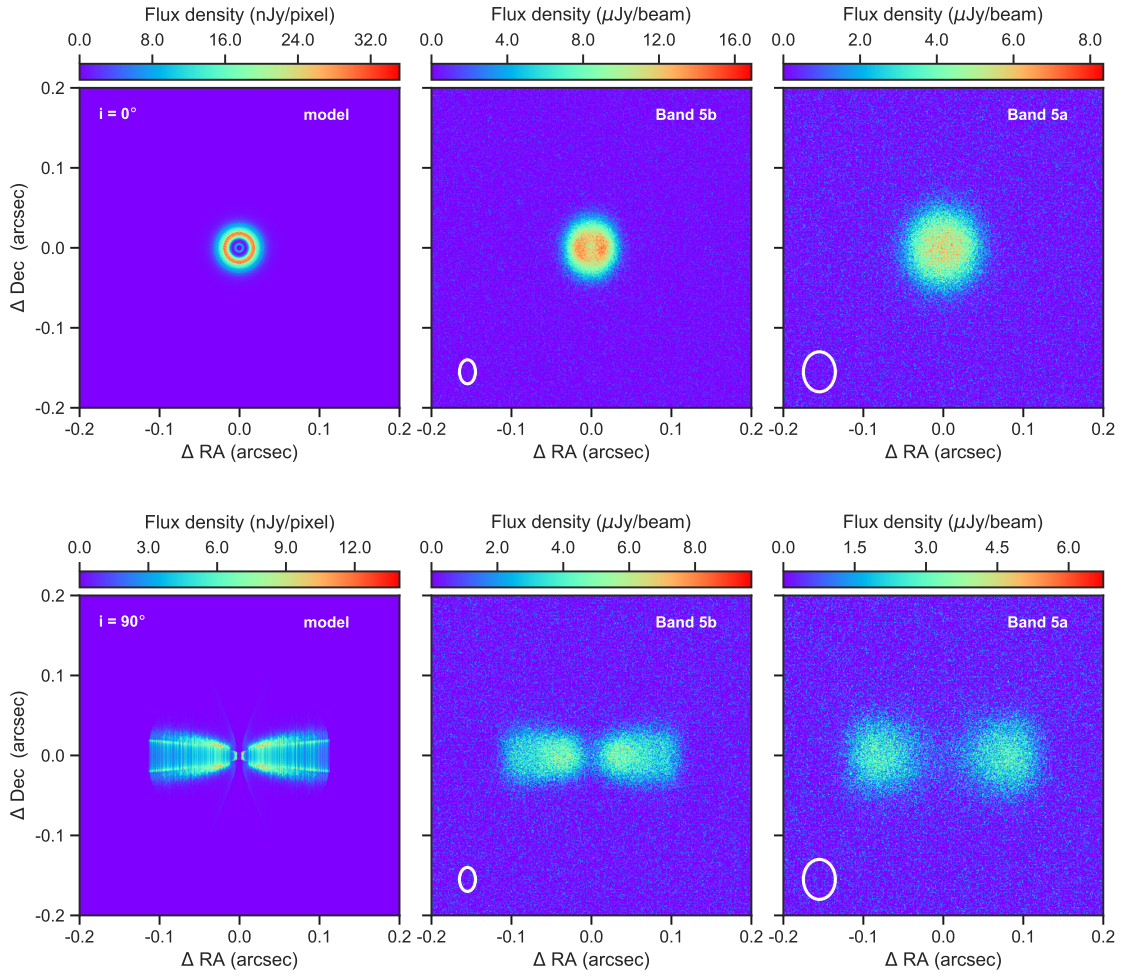 Flux density (nJy/pixel) Flux density (μJy/beam) Flux density (μJy/beam)
0.0 8.0 16.0 24.0 32.0 0.0 4.0 8.0 12.0 16.0 0.0 2.0 4.0 6.0 8.0
0.2
i = 0° model Band 5b Band 5a
0.1
0.0
-0.1
-0.2
Δ Dec (arcsec)
-0.2 -0.1 0.0 0.1 0.2 -0.2 -0.1 0.0 0.1 0.2 -0.2 -0.1 0.0 0.1 0.2
Δ RA (arcsec) Δ RA (arcsec) Δ RA (arcsec)
Flux density (nJy/pixel) Flux density (μJy/beam) Flux density (μJy/beam)
0.0 3.0 6.0 9.0 12.0 0.0 2.0 4.0 6.0 8.0 0.0 1.5 3.0 4.5 6.0
0.2
i = 90° model Band 5b Band 5a
0.1
0.0
-0.1
-0.2
Δ Dec (arcsec)
-0.2 -0.1 0.0 0.1 0.2 -0.2 -0.1 0.0 0.1 0.2 -0.2 -0.1 0.0 0.1 0.2
Δ RA (arcsec) Δ RA (arcsec) Δ RA (arcsec)